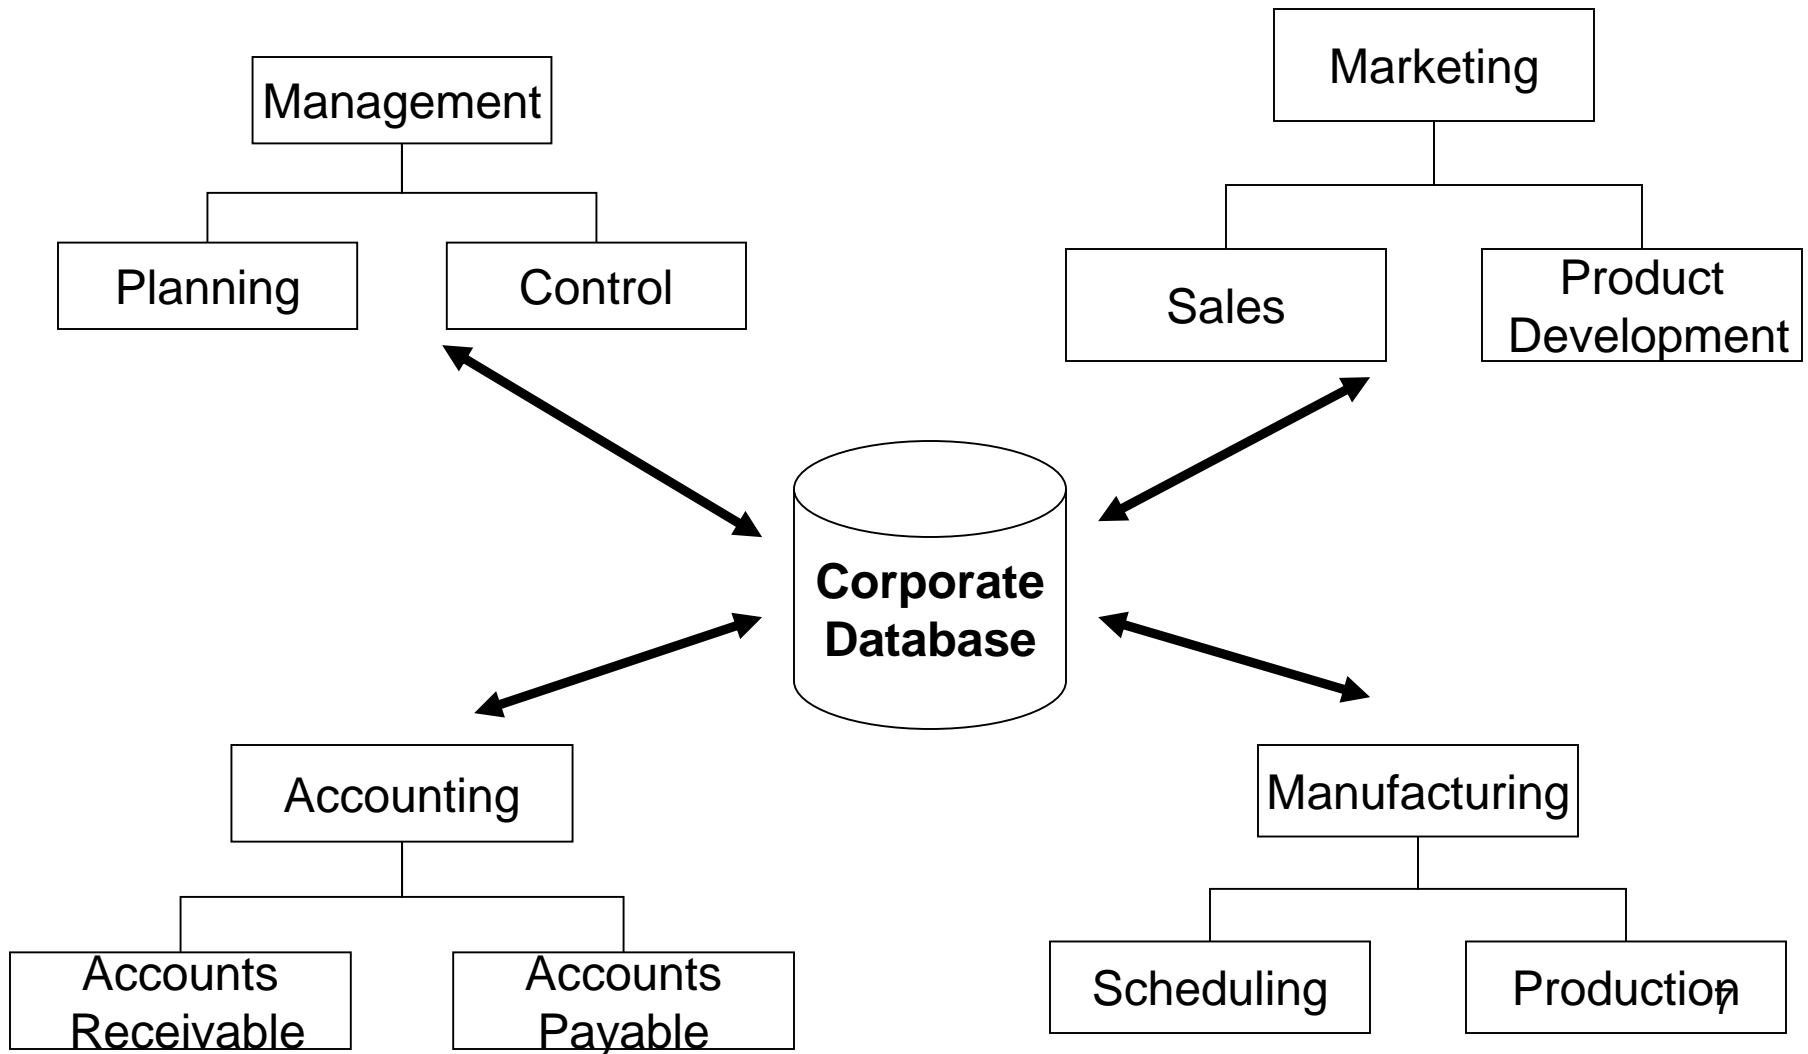 Management
Planning
Control
Marketing
Sales
Product
Development
Corporate
Database
Accounting
Accounts
Receivable
Accounts
Payable
Manufacturing
Scheduling
Production
7